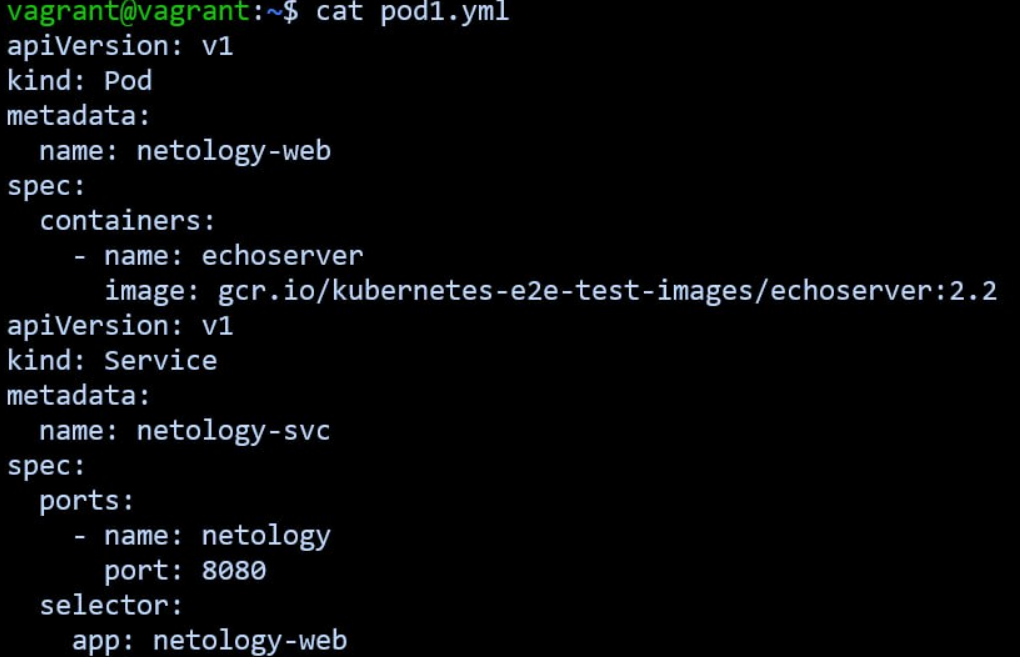 vagrant@vagrant:~$ cat pod1.yml
apiVersion: v1
kind: Pod
metadata:
  name: netology-web
spec:
  containers:
    - name: echoserver
      image: gcr.io/kubernetes-e2e-test-images/echoserver:2.2
apiVersion: v1
kind: Service
metadata:
  name: netology-svc
spec:
  ports:
    - name: netology
      port: 8080
  selector:
    app: netology-web